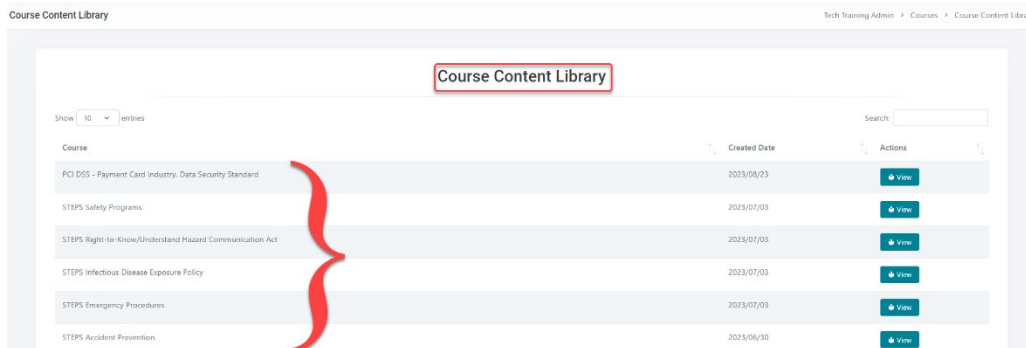 Course Content Library Tech Training Admin > Courses > Course Content Libra
Course Content Library
Show 10 entries Search:
Course Created Date Actions
PCI DSS - Payment Card Industry, Data Security Standard 2023/08/23 View
STEPS Safety Programs 2023/07/03 View
STEPS Right-to-Know/Understand Hazard Communication Act 2023/07/03 View
STEPS Infectious Disease Exposure Policy 2023/07/03 View
STEPS Emergency Procedures 2023/07/03 View
STEPS Accident Prevention 2023/06/30 View